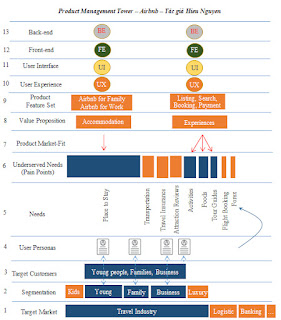 Product Management Tower – Airbnb – Tác giả Hieu Nguyen
13 Back-end BE BE
12 Front-end FE FE
11 User Interface UI UI
10 User Experience UX UX
9 Product Feature Set
Airbnb for Family
Airbnb for Work
Listing, Search,
Booking, Payment
8 Value Proposition Accommodation Experiences
7 Product Market-Fit
6 Underserved Needs
(Pain Points)
5 Needs
Place to Stay
Transportation
Travel Insurance
Attraction Reviews
Activities
Foods
Tour Guides
Flight Booking
4 User Personas
3 Target Customers Young people, Families, Business
2 Segmentation Kids Young Family Business Luxury
1 Target Market Travel Industry Logistic Banking ...